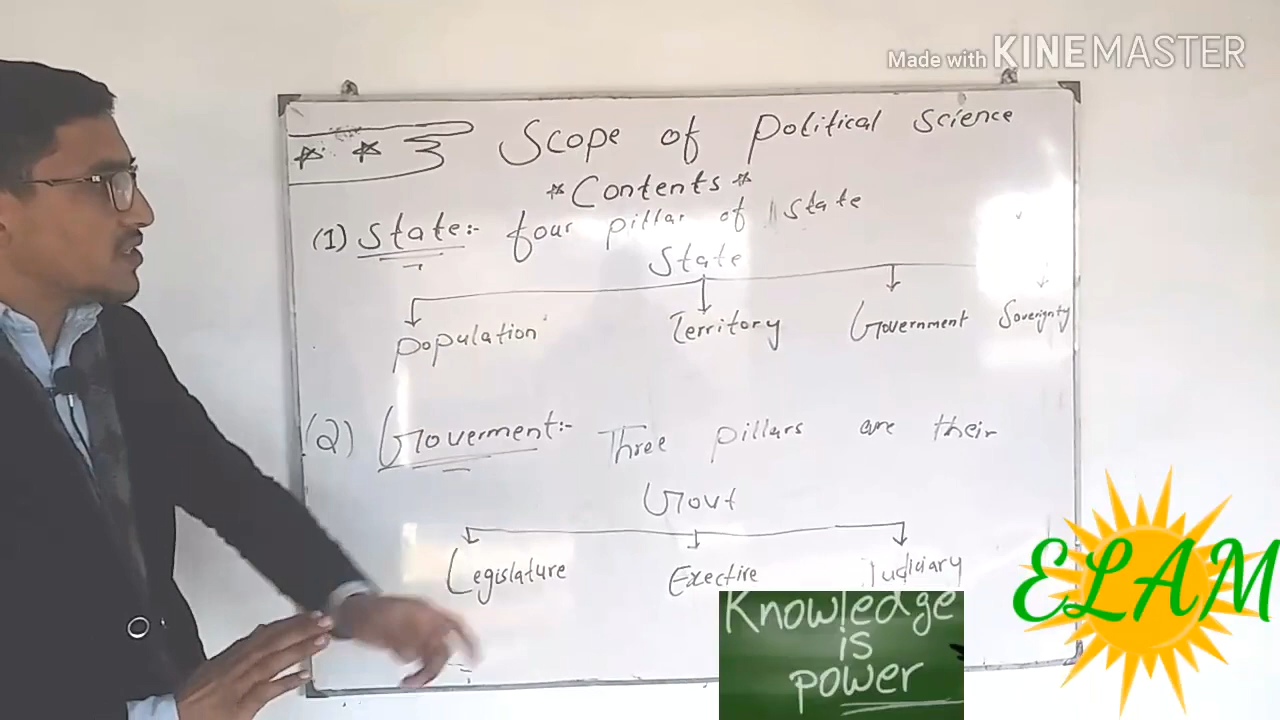 Made with KINEMASTER
Scope of political science
*Contents*
(1) State:- four pillar of state
State
population Territory Government Soverignty
(2) Goverment:- Three pillars are their
Govt
Legislature Exective Judiciary
Knowledge
is
power
ELAM